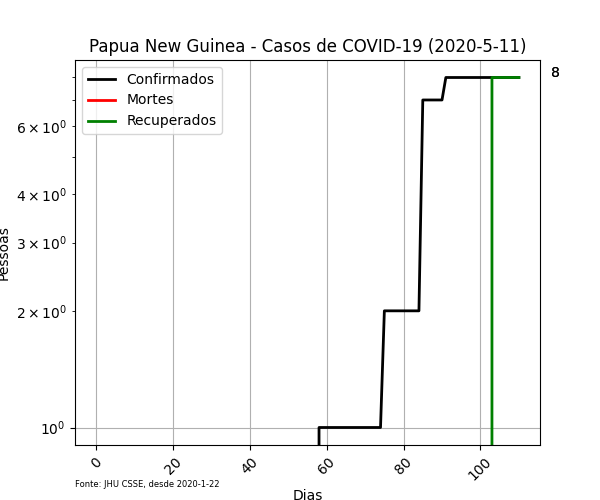 Papua New Guinea - Casos de COVID-19 (2020-5-11)
8
Confirmados
Mortes
Recuperados
6 × 10⁰
4 × 10⁰
3 × 10⁰
2 × 10⁰
10⁰
Pessoas
0 20 40 60 80 100
Fonte: JHU CSSE, desde 2020-1-22
Dias